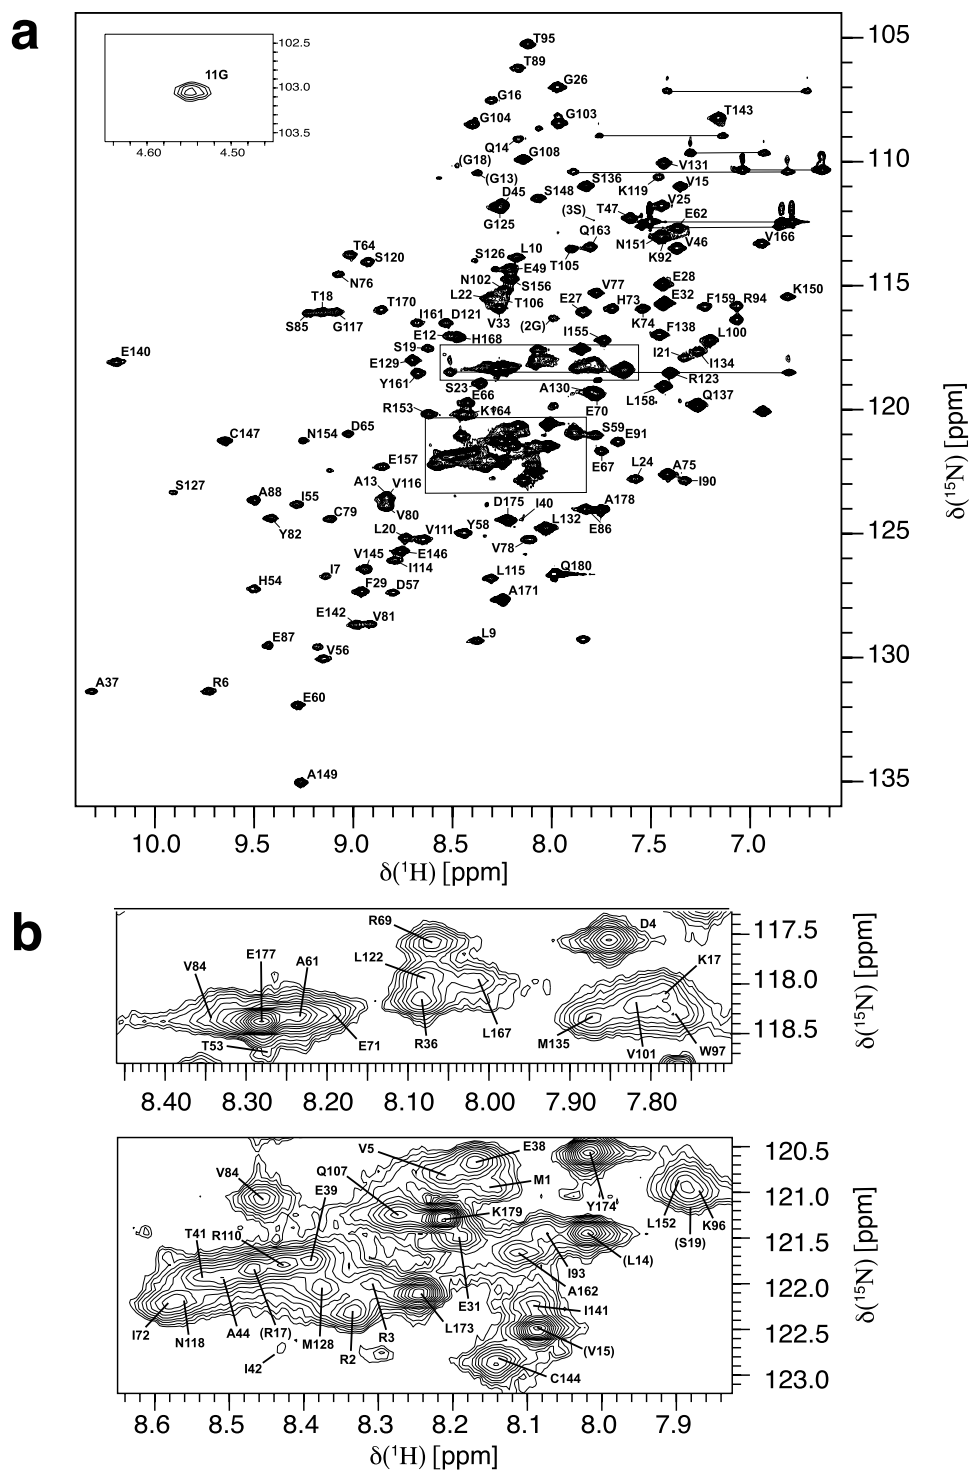 a
11G
102.5
103.0
103.5
4.60
4.50
T95
T89
G26
G16
G103
G104
T143
Q14
G108
(G18)
(G13)
V131
S136
K119
V15
D45
S148
V25
T47
(3S)
E62
G125
Q163
N151
K92
V46
V166
T64
S120
S126
L10
E49
T105
N76
N102
S156
E28
L22
T106
V77
E32
K150
T18
T170
V33
E27
H73
F159
R94
S85
G117
I161
D121
(2G)
K74
E12
H168
I155
F138
L100
E140
S19
I21
I134
E129
Y161
R123
S23
E66
A130
L158
Q137
R153
K164
E70
C147
N154
D65
S59
E91
E157
E67
L24
A75
I90
S127
A13
V116
A88
I55
V80
D175
I40
A178
Y82
C79
L20
V111
Y58
L132
E86
V78
V145
E146
I114
I7
L115
Q180
H54
F29
D57
A171
E142
V81
E87
L9
V56
A37
R6
E60
A149
105
110
115
120
125
130
135
δ(¹⁵N) [ppm]
10.0
9.0
8.5
8.0
7.5
7.0
δ(¹H) [ppm]
b
R69
D4
E177
A61
L122
K17
V84
T53
E71
R36
L167
M135
V101
W97
117.5
118.0
118.5
δ(¹⁵N) [ppm]
8.40
8.30
8.20
8.10
8.00
7.90
7.80
V5
E38
V84
Q107
M1
E39
K179
Y174
L152
K96
(S19)
T41
R110
I93
(L14)
A162
E31
I141
I72
N118
A44
(R17)
M128
R3
L173
I42
R2
(V15)
C144
120.5
121.0
121.5
122.0
122.5
123.0
δ(¹⁵N) [ppm]
8.6
8.5
8.4
8.3
8.2
8.1
8.0
7.9
δ(¹H) [ppm]